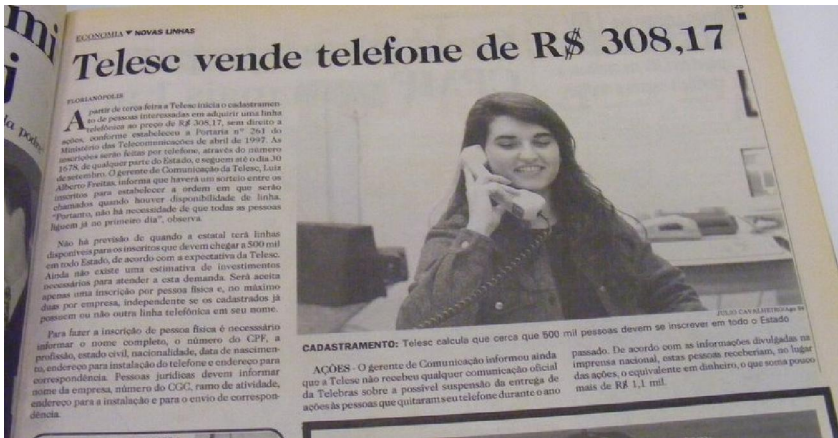 ECONOMIA ▼ NOVAS LINHAS
Telesc vende telefone de R$ 308,17
FLORIANÓPOLIS
A partir de terça-feira a Telesc inicia o cadastramen-
to de pessoas interessadas em adquirir uma linha
telefônica ao preço de R$ 308,17, sem direito a
ações, conforme estabeleceu a Portaria nº 261 do
Ministério das Telecomunicações de abril de 1997. As
inscrições serão feitas por telefone, através do número
1678, de qualquer parte do Estado, e seguem até o dia 30
de setembro. O gerente de Comunicação da Telesc, Luiz
Alberto Freitas, informa que haverá um sorteio entre os
inscritos para estabelecer a ordem em que serão
chamados quando houver disponibilidade de linha.
"Portanto, não há necessidade de que todas as pessoas
liguem já no primeiro dia", observa.
Não há previsão de quando a estatal terá linhas
disponíveis para os inscritos que devem chegar a 500 mil
em todo Estado, de acordo com a expectativa da Telesc.
Ainda não existe uma estimativa de investimentos
necessários para atender a esta demanda. Será aceita
apenas uma inscrição por pessoa física e, no máximo
duas por empresa, independente se os cadastrados já
possuem ou não outra linha telefônica em seu nome.
Para fazer a inscrição de pessoa física é necessário
informar o nome completo, o número do CPF, a
profissão, estado civil, nacionalidade, data de nascimen-
to, endereço para instalação do telefone e endereço para
correspondência. Pessoas jurídicas devem informar
nome da empresa, número do CGC, ramo de atividade,
endereço para a instalação e para o envio de correspon-
dência.
JULIO CAVALHEIRO/Ag RB
CADASTRAMENTO: Telesc calcula que cerca que 500 mil pessoas devem se inscrever em todo o Estado
AÇÕES - O gerente de Comunicação informou ainda
que a Telesc não recebeu qualquer comunicação oficial
da Telebras sobre a possível suspensão da entrega de
ações às pessoas que quitaram seu telefone durante o ano
passado. De acordo com as informações divulgadas na
imprensa nacional, estas pessoas receberiam, no lugar
das ações, o equivalente em dinheiro, o que soma pouco
mais de R$ 1,1 mil.